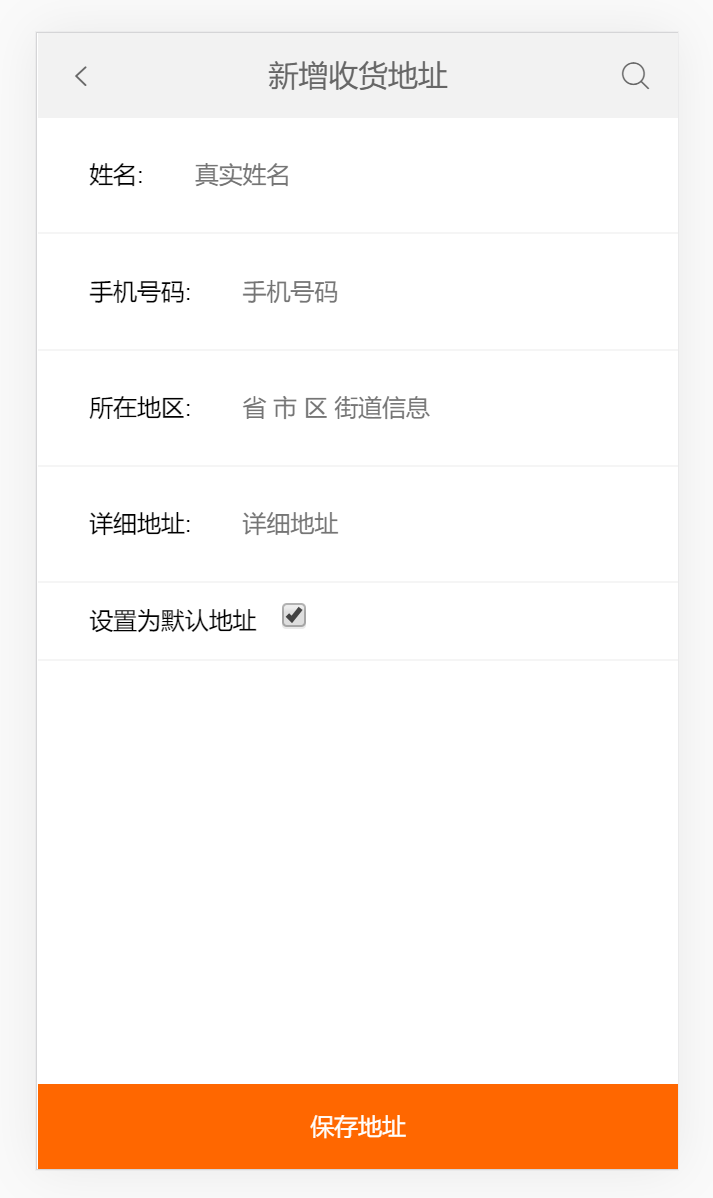 新增收货地址
姓名: 真实姓名
手机号码: 手机号码
所在地区: 省 市 区 街道信息
详细地址: 详细地址
设置为默认地址
保存地址